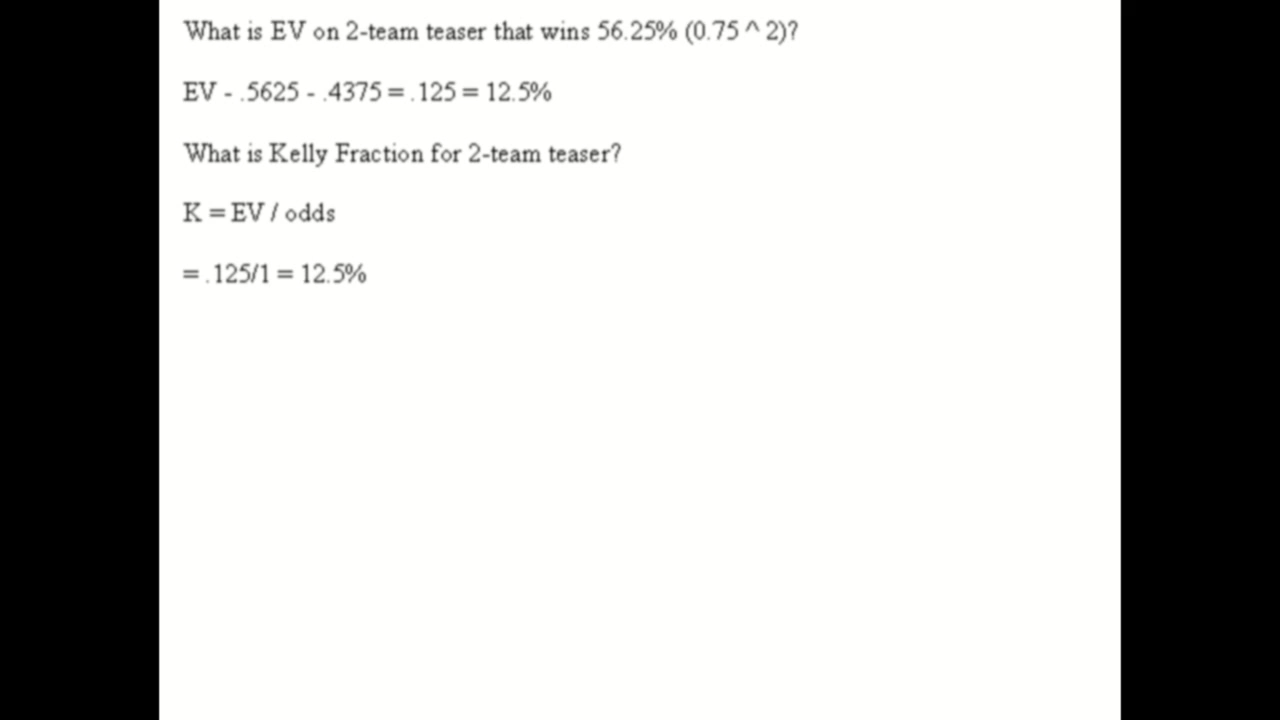 What is EV on 2-team teaser that wins 56.25% (0.75 ^ 2)?
EV - .5625 - .4375 = .125 = 12.5%
What is Kelly Fraction for 2-team teaser?
K = EV / odds
= .125/1 = 12.5%